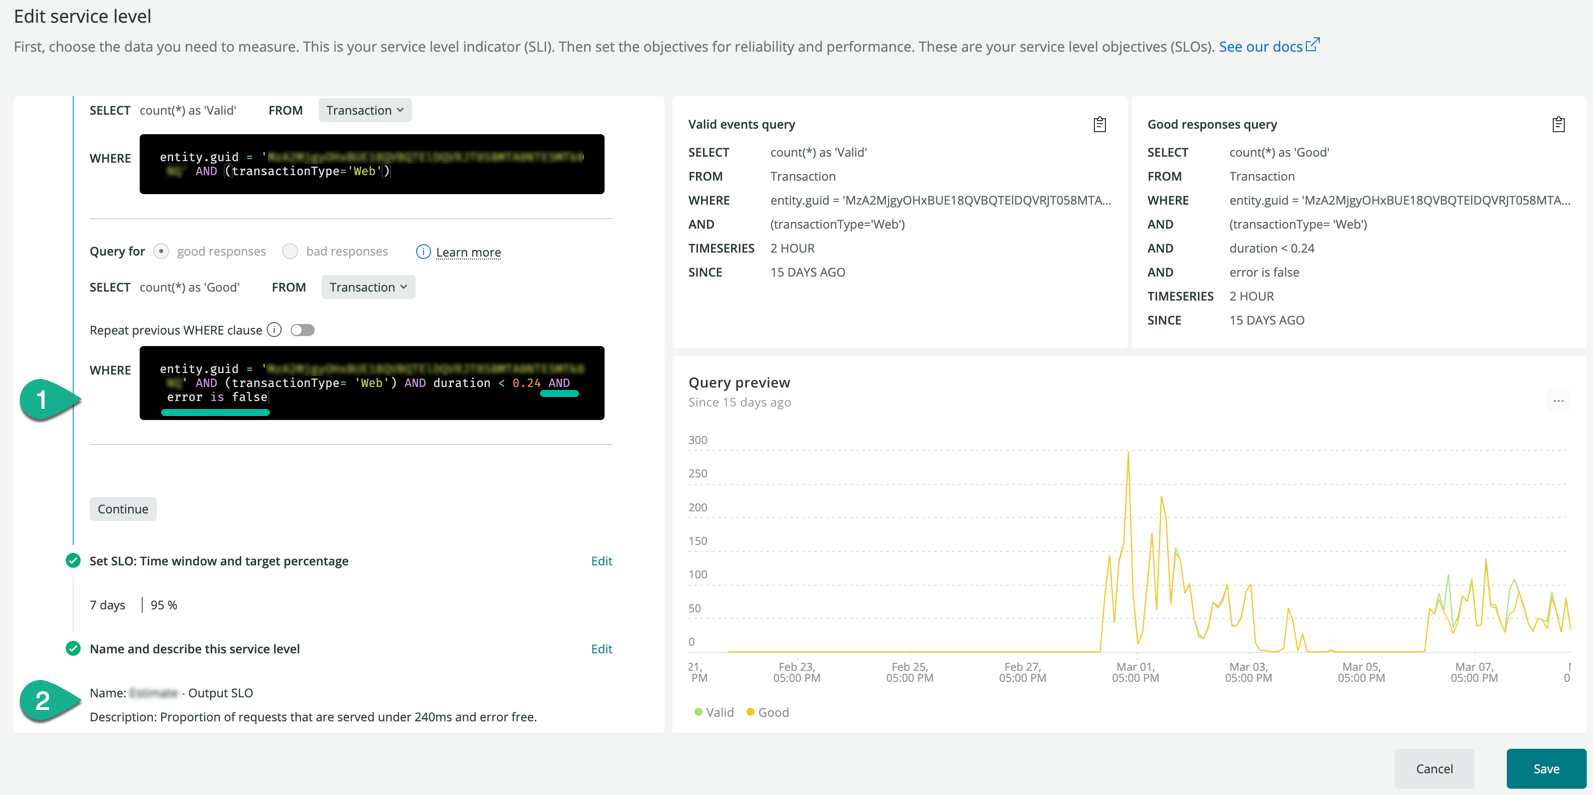 Edit service level
First, choose the data you need to measure. This is your service level indicator (SLI). Then set the objectives for reliability and performance. These are your service level objectives (SLOs). See our docs
SELECT count(*) as 'Valid' FROM Transaction
WHERE
entity.guid = '
' AND (transactionType='Web')
Query for good responses bad responses Learn more
SELECT count(*) as 'Good' FROM Transaction
Repeat previous WHERE clause
WHERE
entity.guid = '
' AND (transactionType= 'Web') AND duration < 0.24 AND
error is false
1
Continue
Set SLO: Time window and target percentage Edit
7 days | 95 %
Name and describe this service level Edit
2
Name: - Output SLO
Description: Proportion of requests that are served under 240ms and error free.
Valid events query
SELECT count(*) as 'Valid'
FROM Transaction
WHERE entity.guid = 'MzA2MjgyOHxBUE18QVBQTElDQVRJT058MTA...
AND (transactionType='Web')
TIMESERIES 2 HOUR
SINCE 15 DAYS AGO
Good responses query
SELECT count(*) as 'Good'
FROM Transaction
WHERE entity.guid = 'MzA2MjgyOHxBUE18QVBQTElDQVRJT058MTA...
AND (transactionType= 'Web')
AND duration < 0.24
AND error is false
TIMESERIES 2 HOUR
SINCE 15 DAYS AGO
Query preview
Since 15 days ago
...
300
250
200
150
100
50
0
21, Feb 23, Feb 25, Feb 27, Mar 01, Mar 03, Mar 05, Mar 07,
PM 05:00 PM 05:00 PM 05:00 PM 05:00 PM 05:00 PM 05:00 PM 05:00 PM 0
Valid Good
Cancel Save